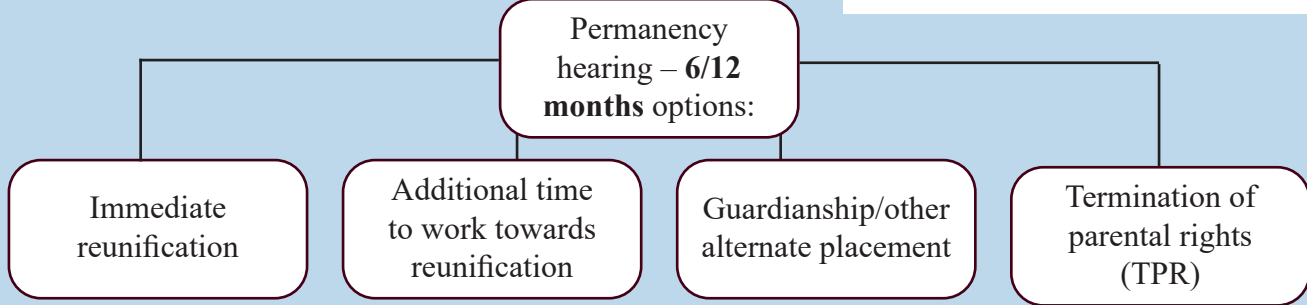 Permanency
hearing – 6/12
months options:
Immediate
reunification
Additional time
to work towards
reunification
Guardianship/other
alternate placement
Termination of
parental rights
(TPR)